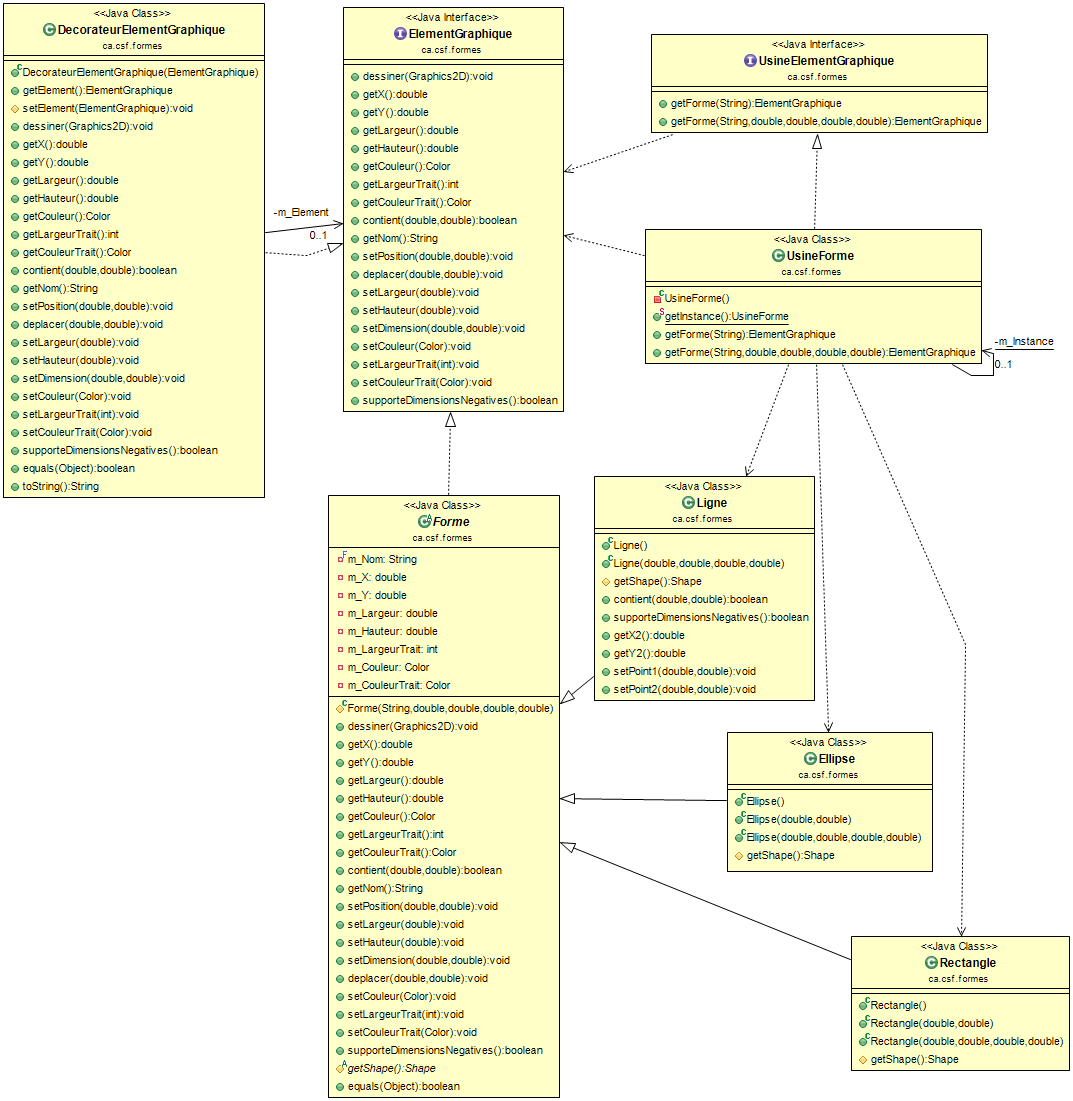 <<Java Class>>
DecorateurElementGraphique
ca.csf.formes
DecorateurElementGraphique(ElementGraphique)
getElement():ElementGraphique
setElement(ElementGraphique):void
dessiner(Graphics2D):void
getX():double
getY():double
getLargeur():double
getHauteur():double
getCouleur():Color
getLargeurTrait():int
getCouleurTrait():Color
contient(double,double):boolean
getNom():String
setPosition(double,double):void
deplacer(double,double):void
setLargeur(double):void
setHauteur(double):void
setDimension(double,double):void
setCouleur(Color):void
setLargeurTrait(int):void
setCouleurTrait(Color):void
supporteDimensionsNegatives():boolean
equals(Object):boolean
toString():String
-m_Element
0..1
<<Java Interface>>
ElementGraphique
ca.csf.formes
dessiner(Graphics2D):void
getX():double
getY():double
getLargeur():double
getHauteur():double
getCouleur():Color
getLargeurTrait():int
getCouleurTrait():Color
contient(double,double):boolean
getNom():String
setPosition(double,double):void
deplacer(double,double):void
setLargeur(double):void
setHauteur(double):void
setDimension(double,double):void
setCouleur(Color):void
setLargeurTrait(int):void
setCouleurTrait(Color):void
supporteDimensionsNegatives():boolean
<<Java Interface>>
UsineElementGraphique
ca.csf.formes
getForme(String):ElementGraphique
getForme(String,double,double,double,double):ElementGraphique
<<Java Class>>
UsineForme
ca.csf.formes
UsineForme()
getInstance():UsineForme
getForme(String):ElementGraphique
getForme(String,double,double,double,double):ElementGraphique
-m_Instance
0..1
<<Java Class>>
Forme
ca.csf.formes
m_Nom: String
m_X: double
m_Y: double
m_Largeur: double
m_Hauteur: double
m_LargeurTrait: int
m_Couleur: Color
m_CouleurTrait: Color
Forme(String,double,double,double,double)
dessiner(Graphics2D):void
getX():double
getY():double
getLargeur():double
getHauteur():double
getCouleur():Color
getLargeurTrait():int
getCouleurTrait():Color
contient(double,double):boolean
getNom():String
setPosition(double,double):void
setLargeur(double):void
setHauteur(double):void
setDimension(double,double):void
deplacer(double,double):void
setCouleur(Color):void
setLargeurTrait(int):void
setCouleurTrait(Color):void
supporteDimensionsNegatives():boolean
getShape():Shape
equals(Object):boolean
<<Java Class>>
Ligne
ca.csf.formes
Ligne()
Ligne(double,double,double,double)
getShape():Shape
contient(double,double):boolean
supporteDimensionsNegatives():boolean
getX2():double
getY2():double
setPoint1(double,double):void
setPoint2(double,double):void
<<Java Class>>
Ellipse
ca.csf.formes
Ellipse()
Ellipse(double,double)
Ellipse(double,double,double,double)
getShape():Shape
<<Java Class>>
Rectangle
ca.csf.formes
Rectangle()
Rectangle(double,double)
Rectangle(double,double,double,double)
getShape():Shape